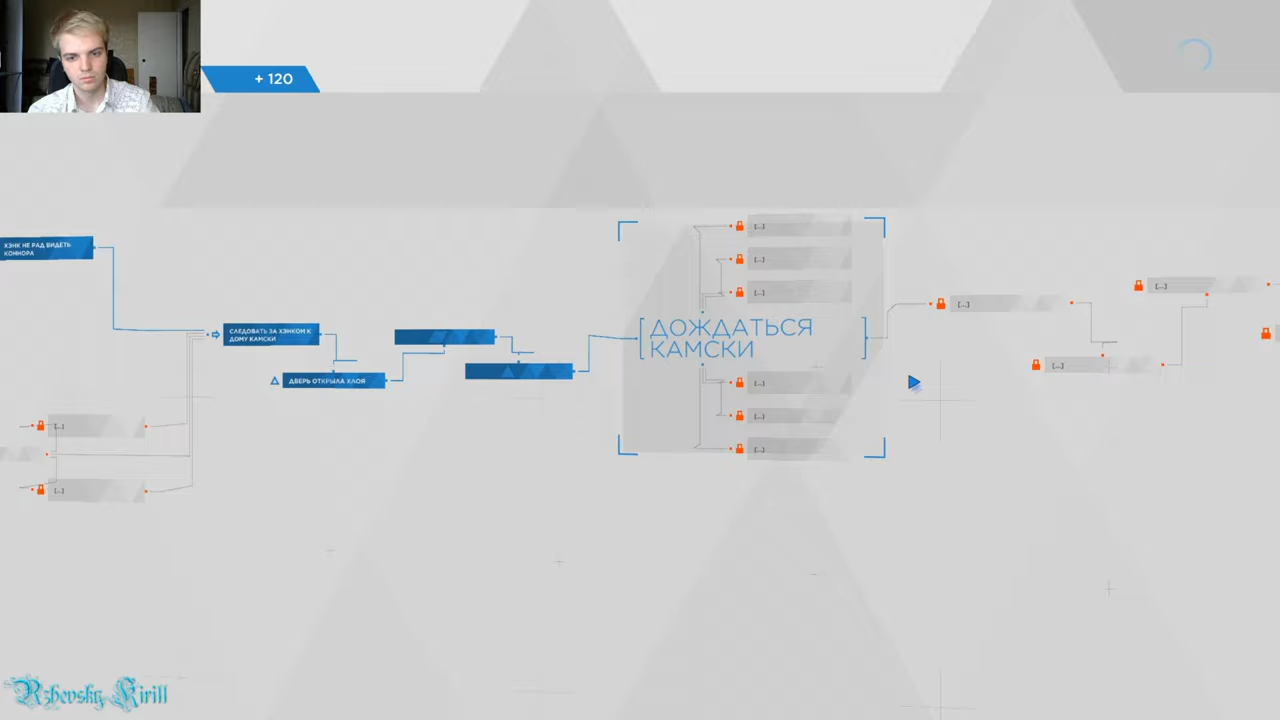 + 120
ХЭНК НЕ РАД ВИДЕТЬ
КОННОРА
[...]
[...]
[...]
ДОЖДАТЬСЯ
КАМСКИ
[...]
[...]
[...]
[...]
[...]
[...]
СЛЕДОВАТЬ ЗА ХЭНКОМ К
ДОМУ КАМСКИ
ДВЕРЬ ОТКРЫЛА ХЛОЯ
[...]
[...]
Rzhevsky Kirill